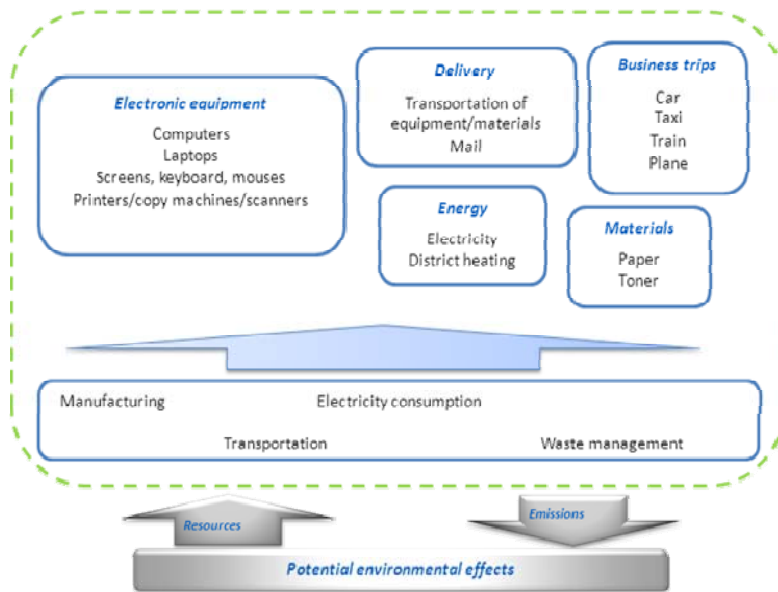 Electronic equipment
Computers
Laptops
Screens, keyboard, mouses
Printers/copy machines/scanners
Delivery
Transportation of
equipment/materials
Mail
Business trips
Car
Taxi
Train
Plane
Energy
Electricity
District heating
Materials
Paper
Toner
Manufacturing
Electricity consumption
Transportation
Waste management
Resources
Emissions
Potential environmental effects